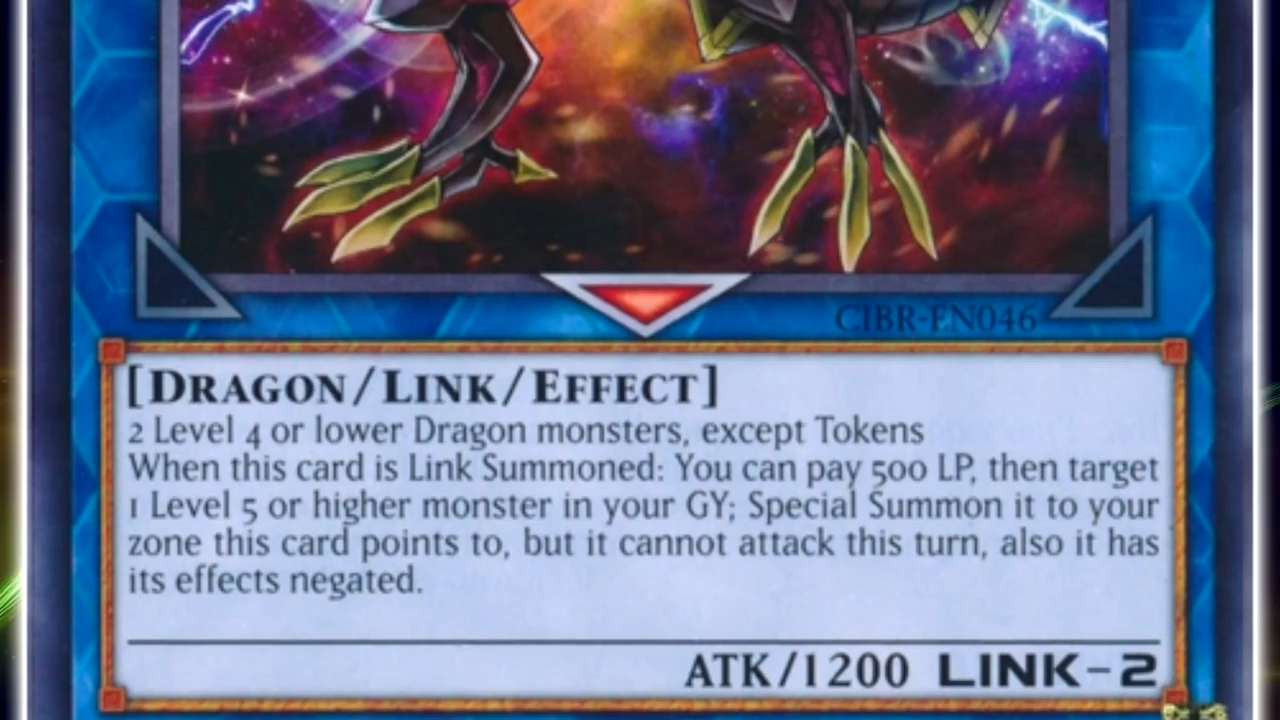 CIBR-EN046
[DRAGON/LINK/EFFECT]
2 Level 4 or lower Dragon monsters, except Tokens
When this card is Link Summoned: You can pay 500 LP, then target
1 Level 5 or higher monster in your GY; Special Summon it to your
zone this card points to, but it cannot attack this turn, also it has
its effects negated.
ATK/1200 LINK-2